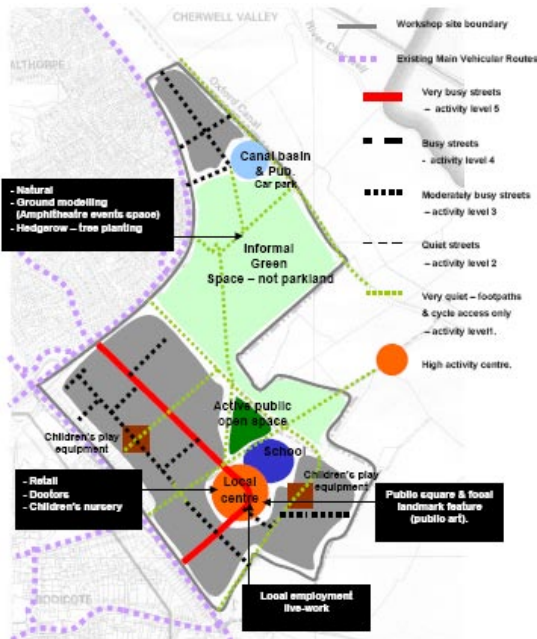 CHERWELL VALLEY
River Cherwell
Oxford Canal
Workshop site boundary
Existing Main Vehicular Routes
Very busy streets
– activity level 5
Busy streets
- activity level 4
Moderately busy streets
– activity level 3
Quiet streets
– activity level 2
Very quiet – footpaths
& cycle access only
– activity level1.
High activity centre.
Canal basin
& Pub.
Car park
- Natural
- Ground modelling
(Amphitheatre events space)
- Hedgerow – tree planting
Informal
Green
Space – not parkland
Active public
open space
Children's play
equipment
School
Children's play
equipment
Local
centre
- Retail
- Doctors
- Children's nursery
Public square & focal
landmark feature
(public art).
Local employment
live-work